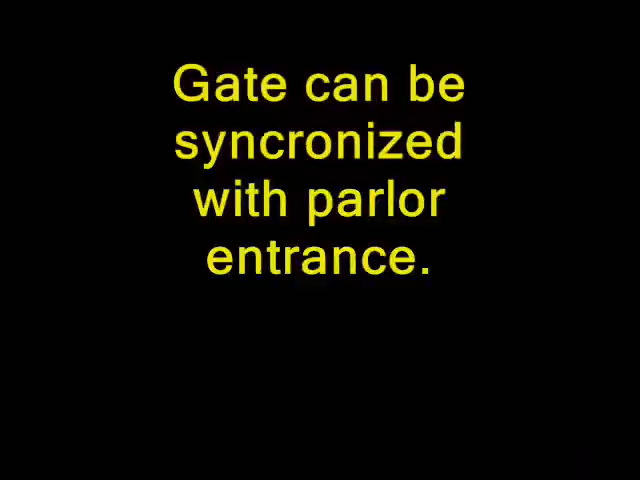 Gate can be
syncronized
with parlor
entrance.